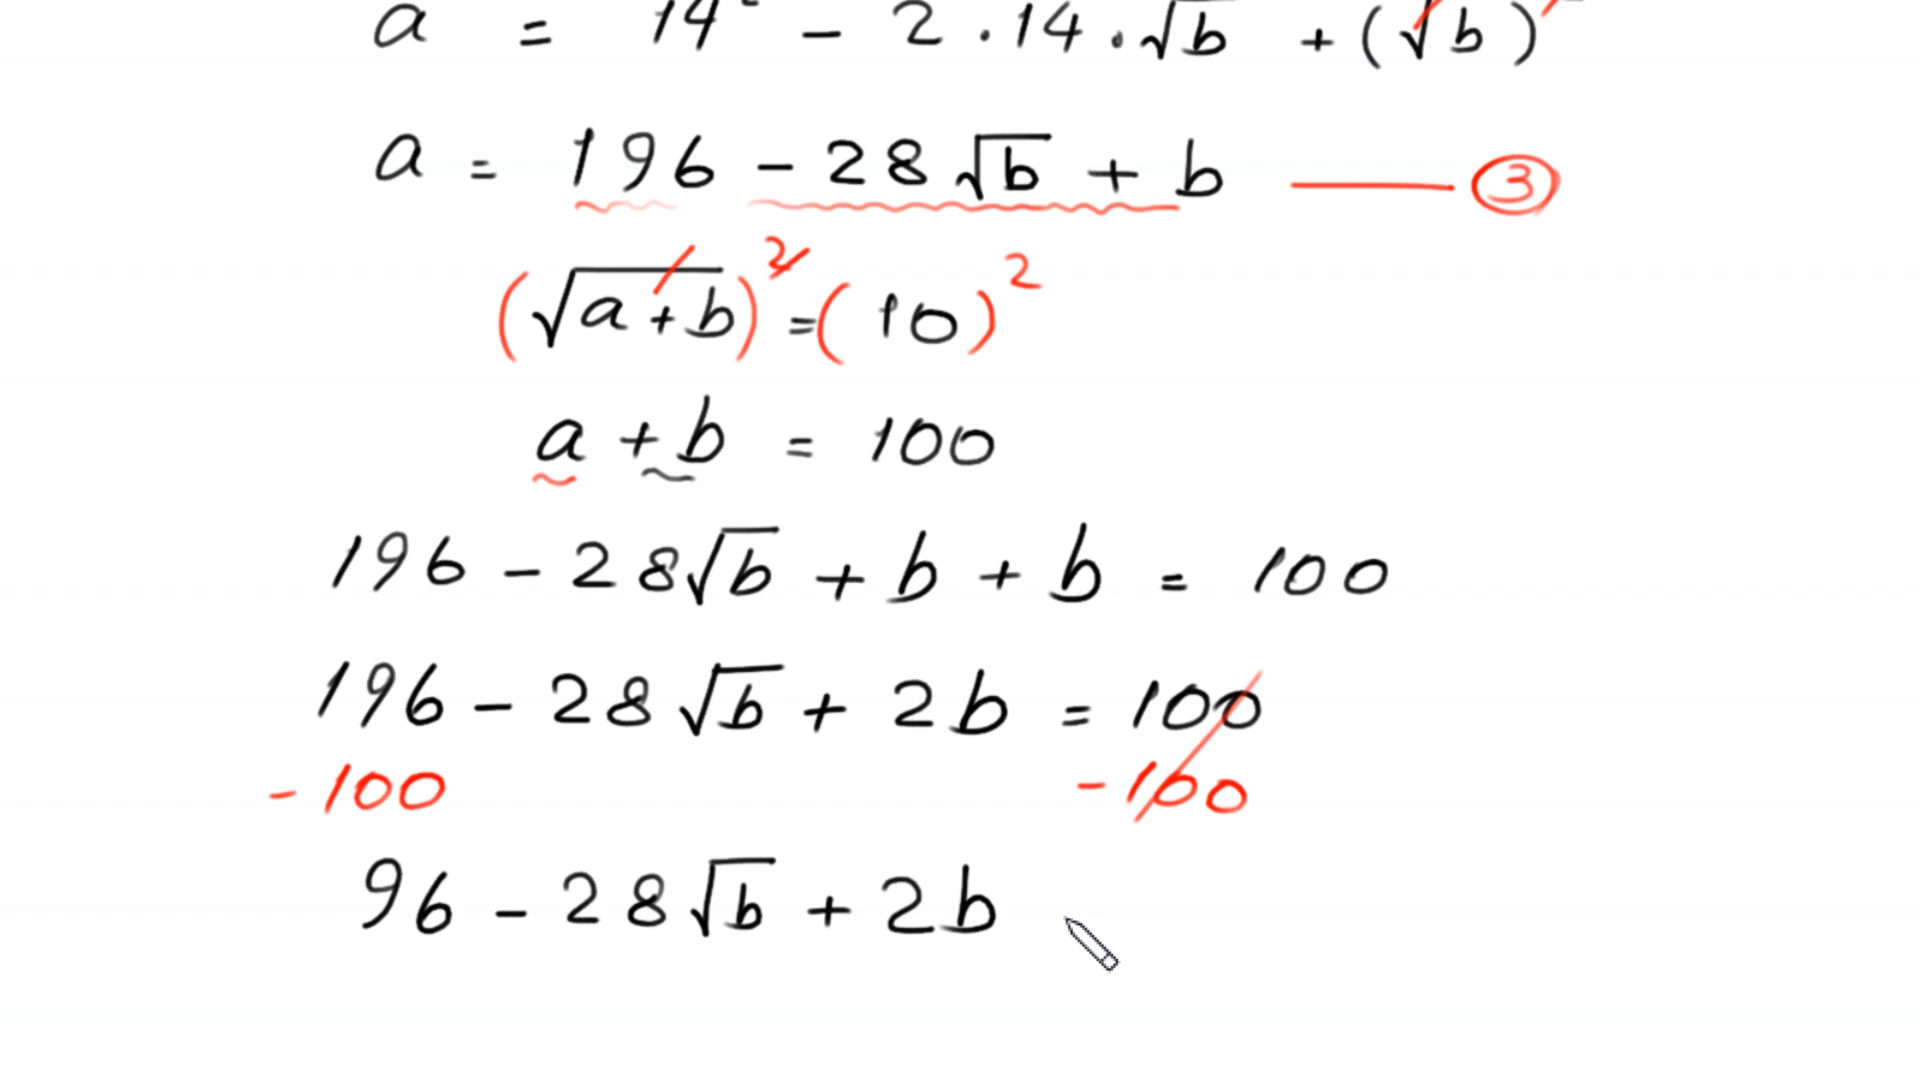 a = 14² - 2 · 14 · √b + (√b)²
a = 196 - 28√b + b —— ③
(√a+b)² = (10)²
a + b = 100
196 - 28√b + b + b = 100
196 - 28√b + 2b = 100
-100 -100
96 - 28√b + 2b